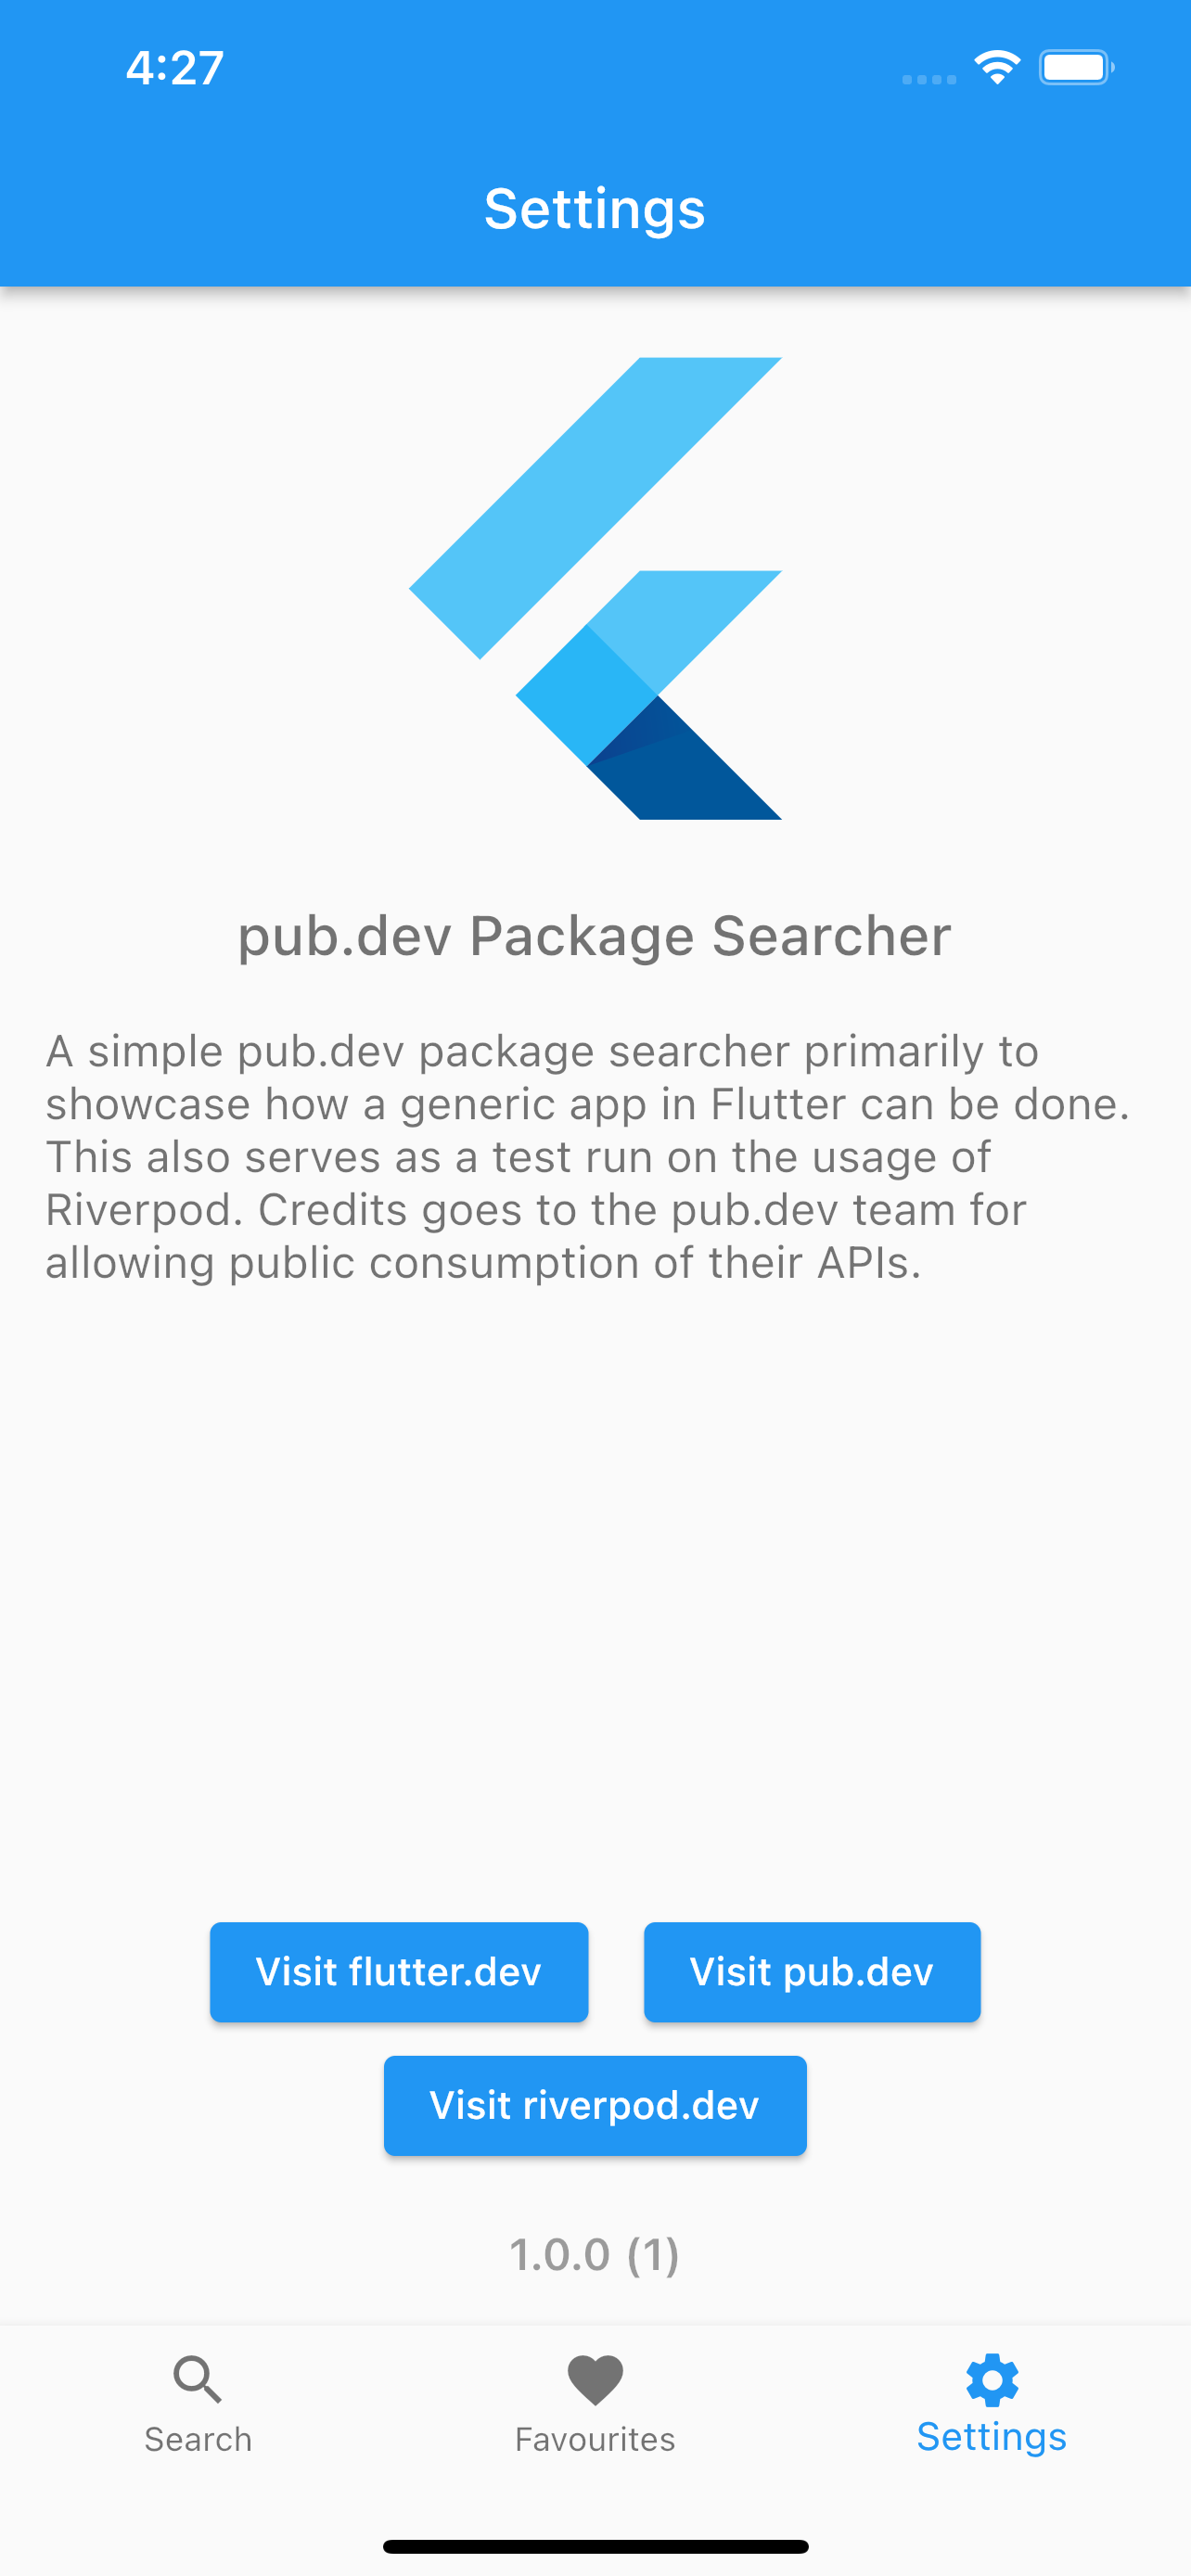 4:27
Settings
pub.dev Package Searcher
A simple pub.dev package searcher primarily to
showcase how a generic app in Flutter can be done.
This also serves as a test run on the usage of
Riverpod. Credits goes to the pub.dev team for
allowing public consumption of their APIs.
Visit flutter.dev Visit pub.dev
Visit riverpod.dev
1.0.0 (1)
Search Favourites Settings